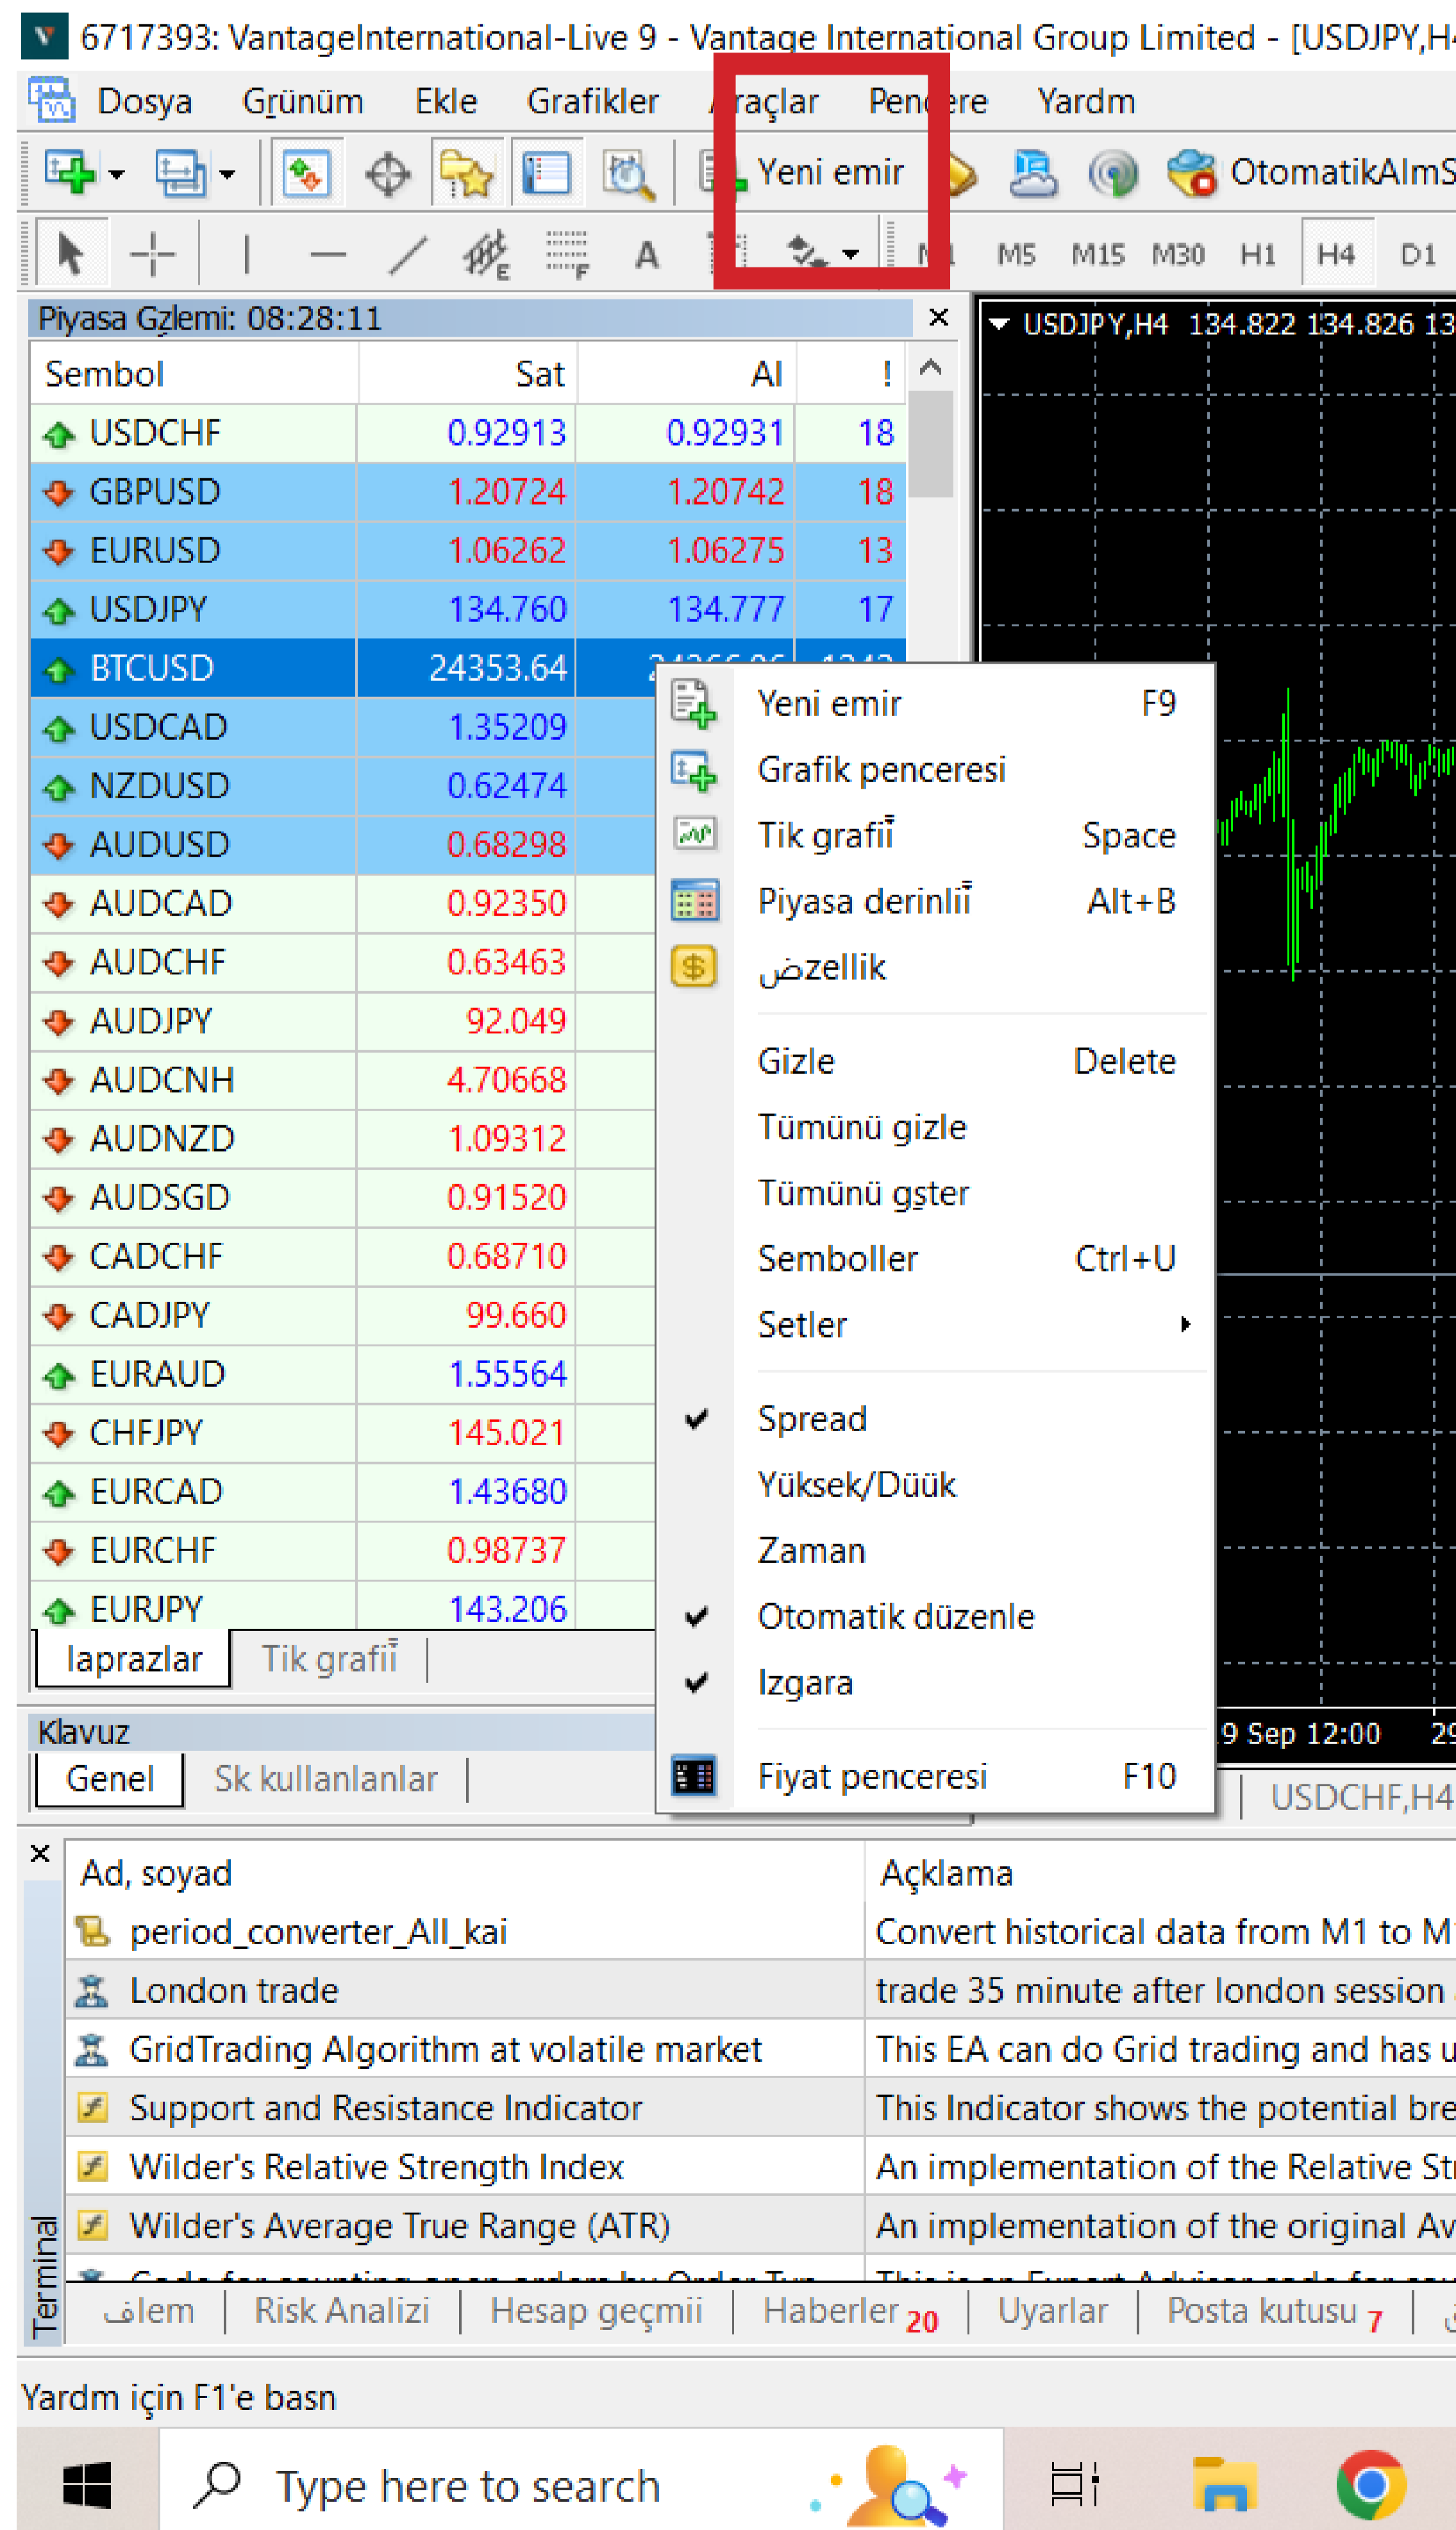 6717393: VantageInternational-Live 9 - Vantage International Group Limited - [USDJPY,H4
Dosya Grünüm Ekle Grafikler Araçlar Pencere Yardm
Yeni emir OtomatikAlmS
E F A M1 M5 M15 M30 H1 H4 D1
Piyasa Gzlemi: 08:28:11
USDJPY,H4 134.822 134.826 13
Sembol Sat Al !
USDCHF 0.92913 0.92931 18
GBPUSD 1.20724 1.20742 18
EURUSD 1.06262 1.06275 13
USDJPY 134.760 134.777 17
BTCUSD 24353.64
USDCAD 1.35209
NZDUSD 0.62474
AUDUSD 0.68298
AUDCAD 0.92350
AUDCHF 0.63463
AUDJPY 92.049
AUDCNH 4.70668
AUDNZD 1.09312
AUDSGD 0.91520
CADCHF 0.68710
CADJPY 99.660
EURAUD 1.55564
CHFJPY 145.021
EURCAD 1.43680
EURCHF 0.98737
EURJPY 143.206
Yeni emir F9
Grafik penceresi
Tik grafiï
Space
Piyasa derinliï Alt+B
ضzellik
Gizle Delete
Tümünü gizle
Tümünü gster
Semboller Ctrl+U
Setler
Spread
Yüksek/Düük
Zaman
Otomatik düzenle
Izgara
Fiyat penceresi F10
laprazlar Tik grafiï
9 Sep 12:00 29
Klavuz
Genel Sk kullanlanlar
USDCHF,H4
Ad, soyad Açklama
period_converter_All_kai Convert historical data from M1 to M
London trade trade 35 minute after london session
GridTrading Algorithm at volatile market This EA can do Grid trading and has u
Support and Resistance Indicator This Indicator shows the potential bre
Wilder's Relative Strength Index An implementation of the Relative Str
Wilder's Average True Range (ATR) An implementation of the original Av
Terminal
فlem Risk Analizi Hesap geçmii Haberler 20 Uyarlar Posta kutusu 7
Yardm için F1'e basn
Type here to search